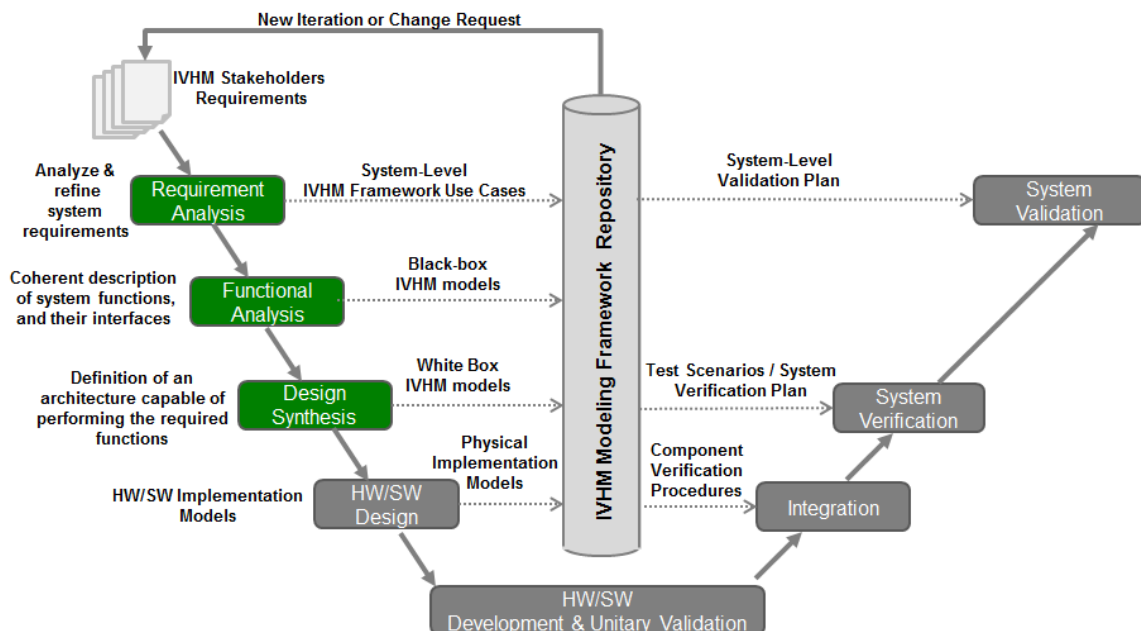 New Iteration or Change Request
IVHM Stakeholders
Requirements
Analyze &
refine
system
requirements
Requirement
Analysis
System-Level
IVHM Framework Use Cases
IVHM Modeling Framework Repository
System-Level
Validation Plan
System
Validation
Coherent description
of system functions,
and their interfaces
Functional
Analysis
Black-box
IVHM models
Definition of an
architecture capable of
performing the required
functions
Design
Synthesis
White Box
IVHM models
Test Scenarios / System
Verification Plan
System
Verification
HW/SW Implementation
Models
HW/SW
Design
Physical
Implementation
Models
Component
Verification
Procedures
Integration
HW/SW
Development & Unitary Validation